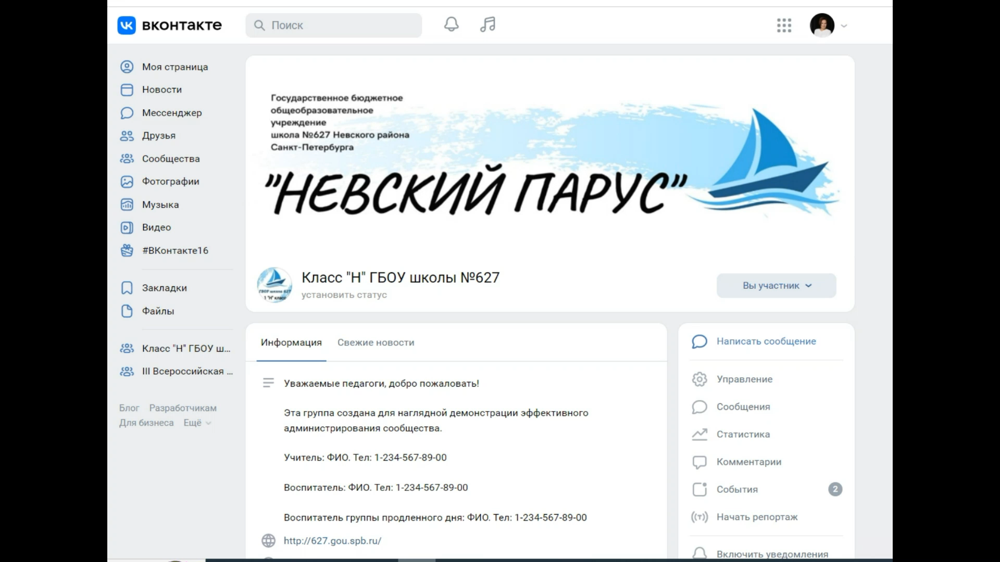 вконтакте
Поиск
Моя страница
Новости
Мессенджер
Друзья
Сообщества
Фотографии
Музыка
Видео
#ВКонтакте16
Закладки
Файлы
Класс "Н" ГБОУ ш...
III Всероссийская ...
Блог Разработчикам
Для бизнеса Ещё
Государственное бюджетное
общеобразовательное
учреждение
школа №627 Невского района
Санкт-Петербурга
"НЕВСКИЙ ПАРУС"
ГБОУ школа 627
1 "Н" класс
Класс "Н" ГБОУ школы №627
установить статус
Вы участник
Информация Свежие новости
Уважаемые педагоги, добро пожаловать!
Эта группа создана для наглядной демонстрации эффективного
администрирования сообщества.
Учитель: ФИО. Тел: 1-234-567-89-00
Воспитатель: ФИО. Тел: 1-234-567-89-00
Воспитатель группы продленного дня: ФИО. Тел: 1-234-567-89-00
http://627.gou.spb.ru/
Написать сообщение
Управление
Сообщения
Статистика
Комментарии
События 2
Начать репортаж
Включить уведомления